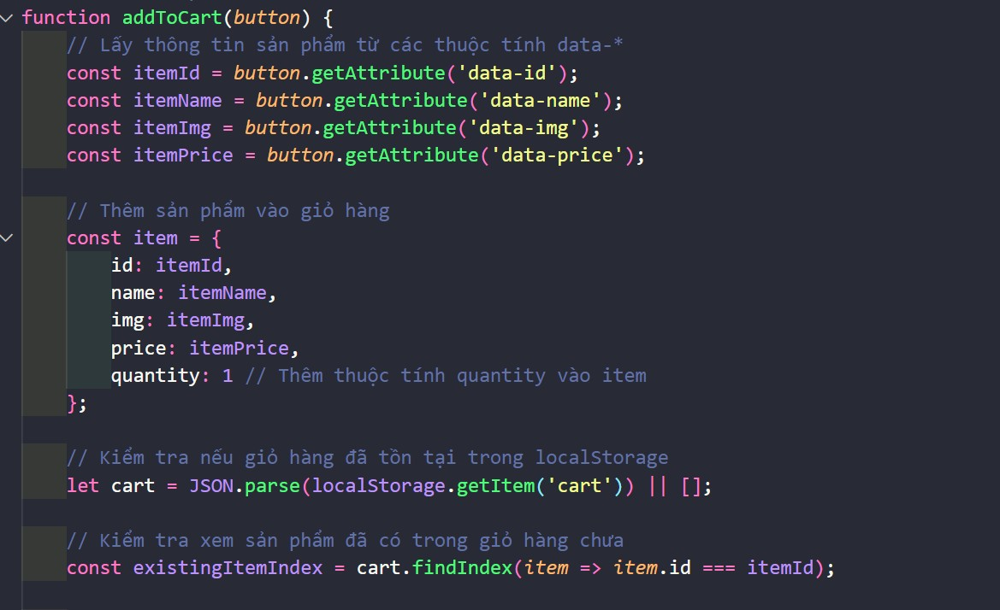 function addToCart(button) {
// Lấy thông tin sản phẩm từ các thuộc tính data-*
const itemId = button.getAttribute('data-id');
const itemName = button.getAttribute('data-name');
const itemImg = button.getAttribute('data-img');
const itemPrice = button.getAttribute('data-price');
// Thêm sản phẩm vào giỏ hàng
const item = {
id: itemId,
name: itemName,
img: itemImg,
price: itemPrice,
quantity: 1 // Thêm thuộc tính quantity vào item
};
// Kiểm tra nếu giỏ hàng đã tồn tại trong localStorage
let cart = JSON.parse(localStorage.getItem('cart')) || [];
// Kiểm tra xem sản phẩm đã có trong giỏ hàng chưa
const existingItemIndex = cart.findIndex(item => item.id === itemId);